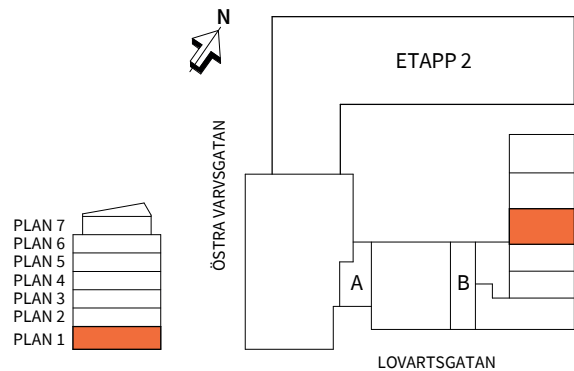 N
ETAPP 2
ÖSTRA VARVSGATAN
PLAN 7
PLAN 6
PLAN 5
PLAN 4
PLAN 3
PLAN 2
PLAN 1
A
B
LOVARTSGATAN